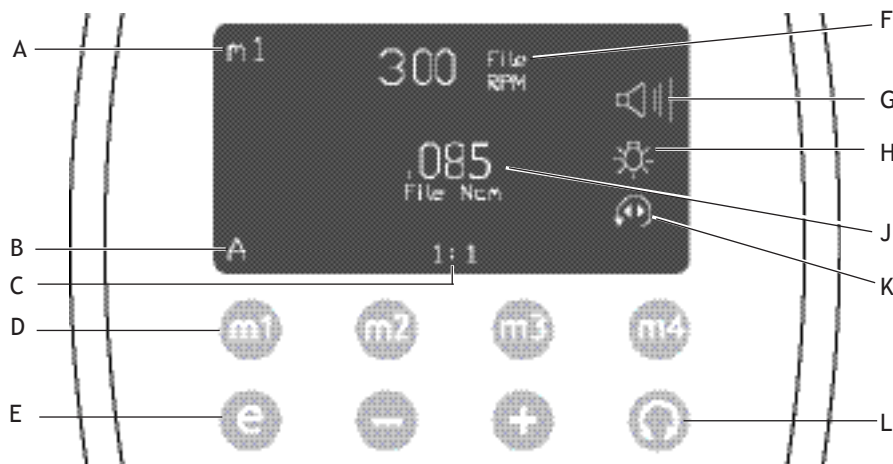 A
m1
300
File
RPM
F
G
H
.085
File Ncm
J
K
B
A
1:1
C
D
m1
m2
m3
m4
E
e
−
+
L